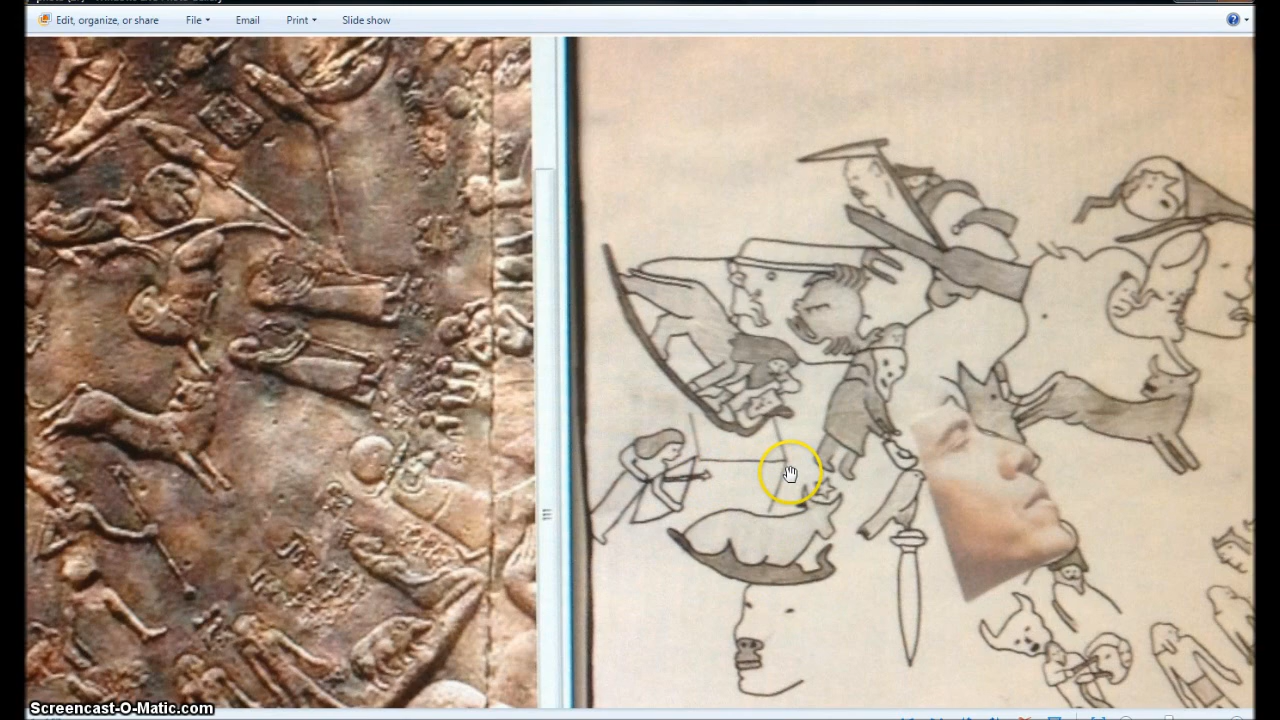 Edit, organize, or share File Email Print Slide show
Screencast-O-Matic.com